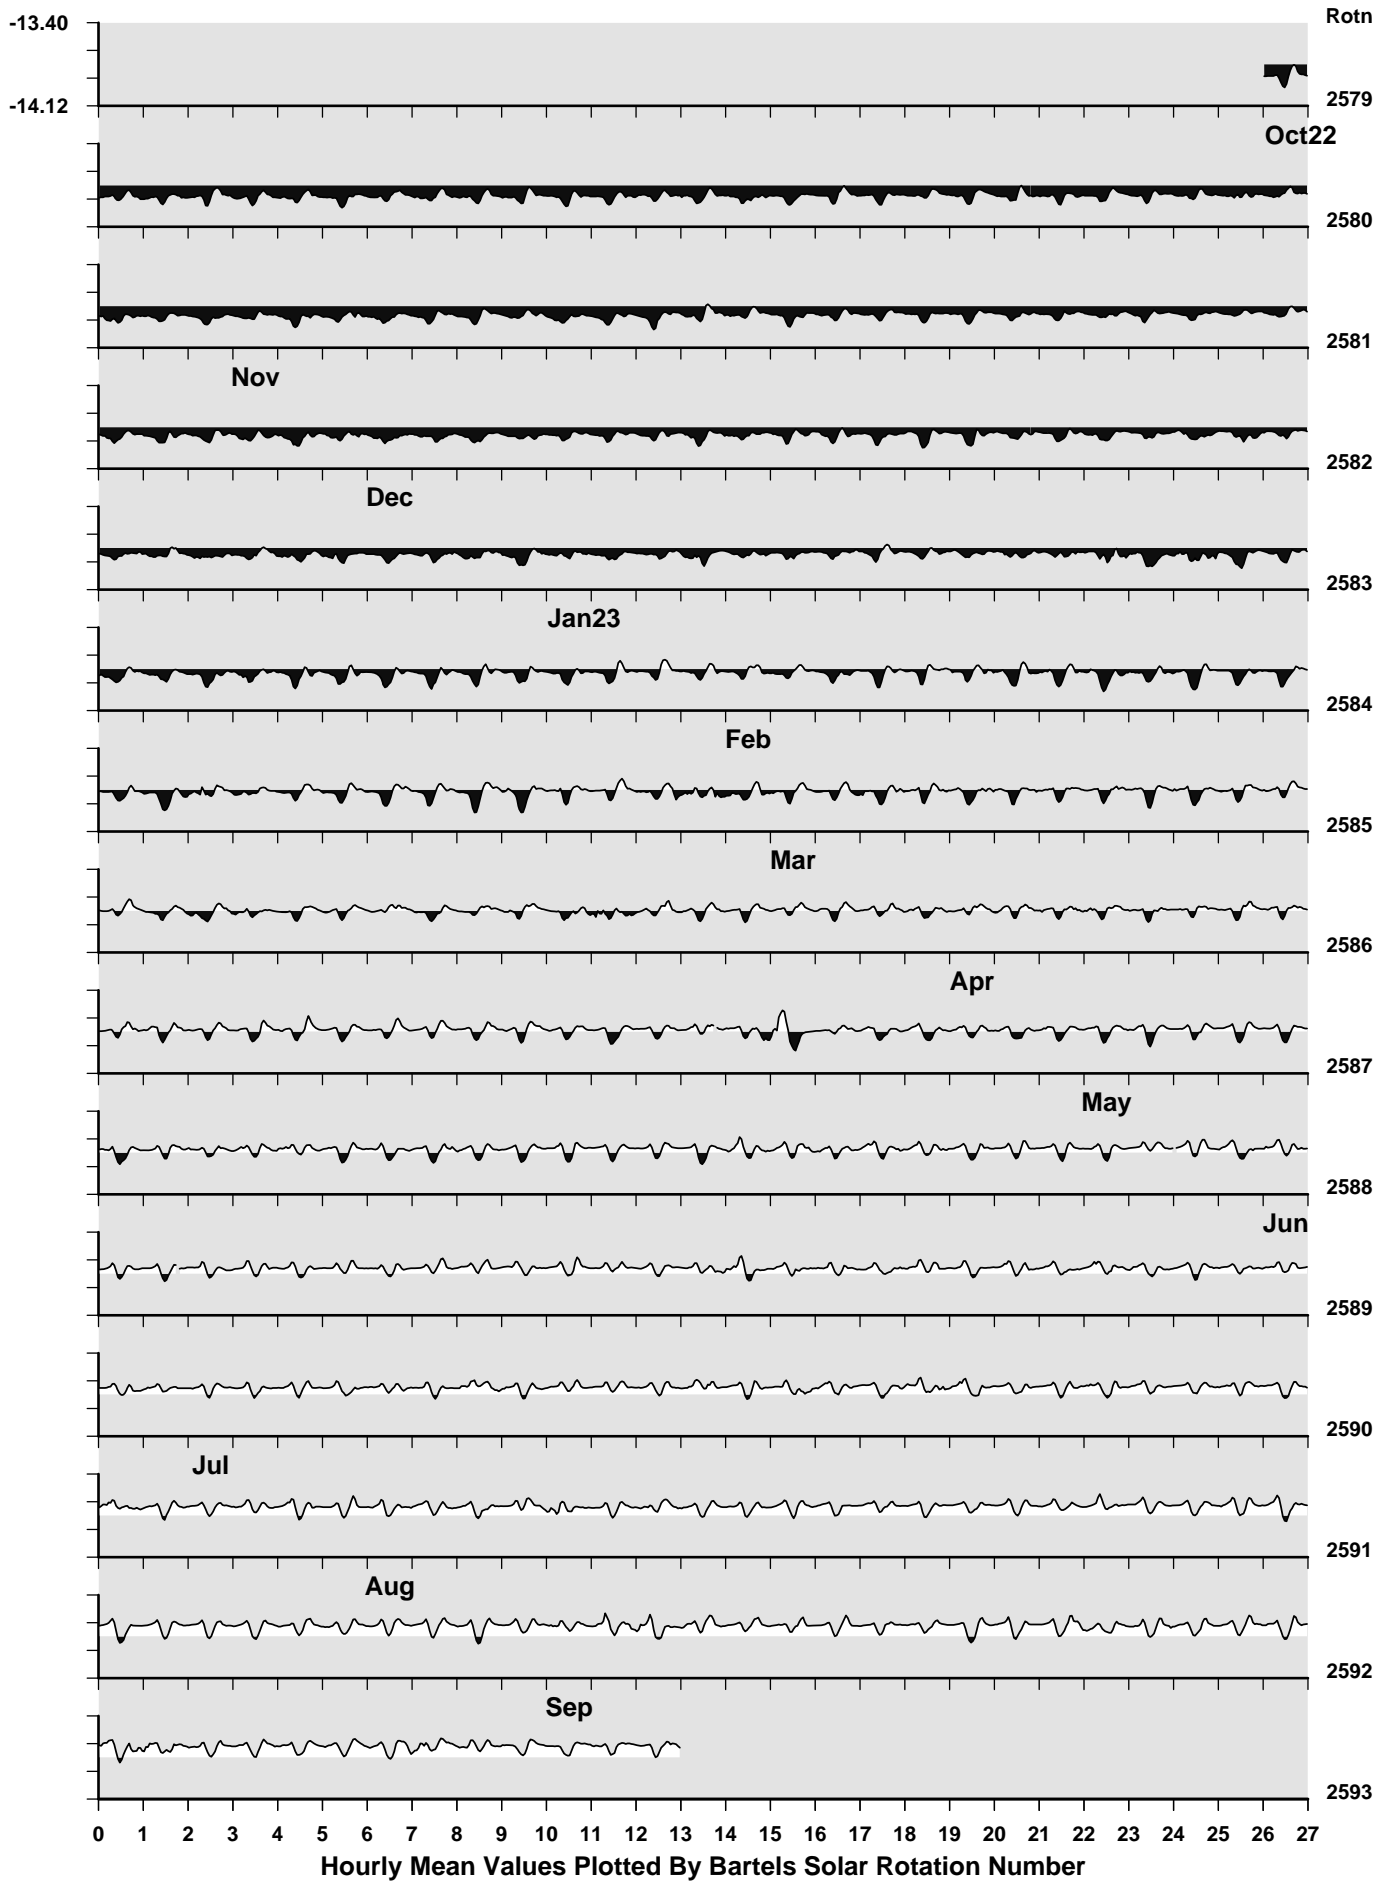 -13.40
Rotn
-14.12
2579
Oct22
2580
2581
Nov
2582
Dec
2583
Jan23
2584
Feb
2585
Mar
2586
Apr
2587
May
2588
Jun
2589
2590
Jul
2591
Aug
2592
Sep
2593
0 1 2 3 4 5 6 7 8 9 10 11 12 13 14 15 16 17 18 19 20 21 22 23 24 25 26 27
Hourly Mean Values Plotted By Bartels Solar Rotation Number